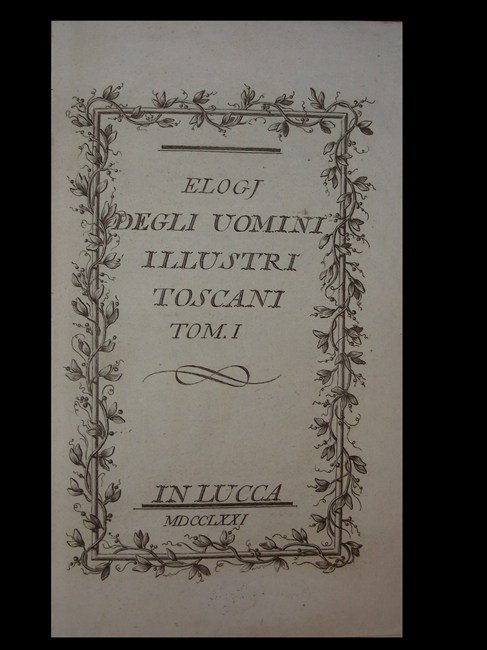 ELOGJ
DEGLI UOMINI
ILLUSTRI
TOSCANI
TOM. I
IN LUCCA
MDCCLXXI